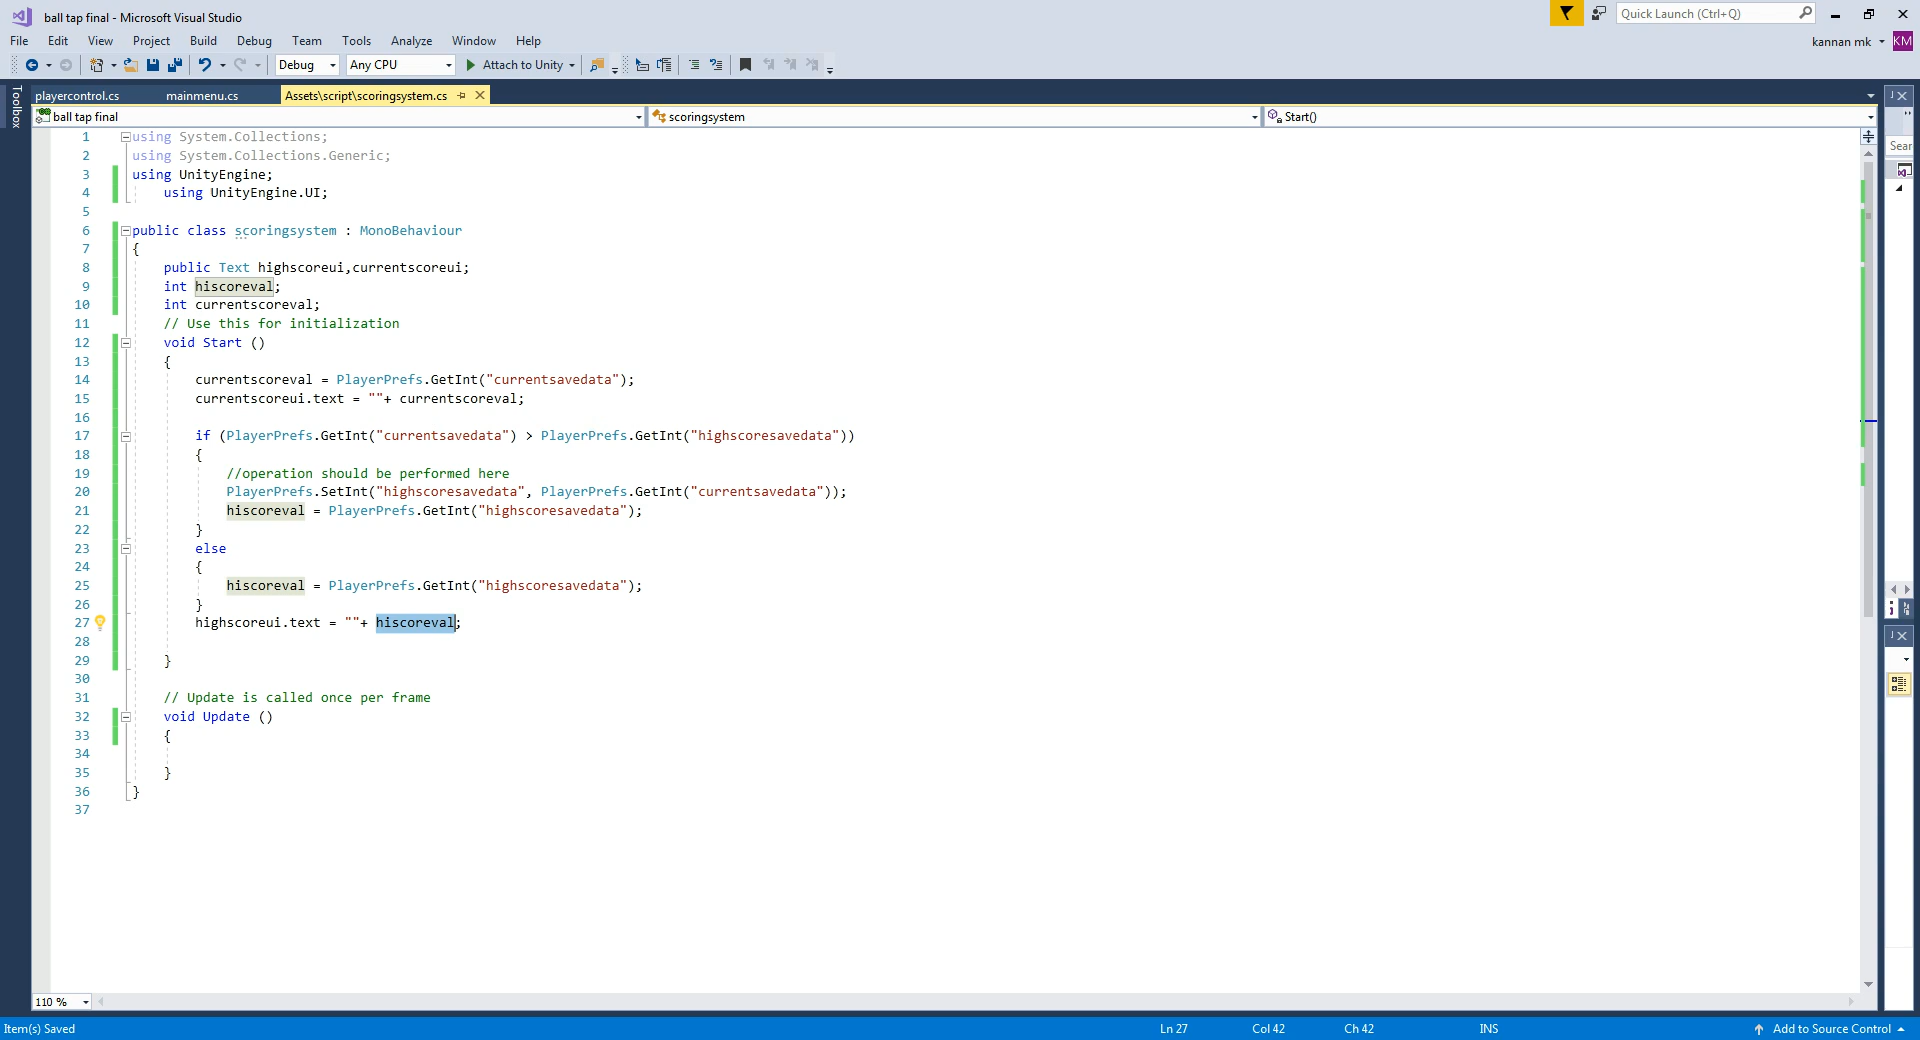 ball tap final - Microsoft Visual Studio
Quick Launch (Ctrl+Q)
File Edit View Project Build Debug Team Tools Analyze Window Help
kannan mk KM
Debug Any CPU Attach to Unity
Toolbox
playercontrol.cs mainmenu.cs Assets\script\scoringsystem.cs
ball tap final scoringsystem Start()
Sear
1 using System.Collections;
2 using System.Collections.Generic;
3 using UnityEngine;
4 using UnityEngine.UI;
5
6 public class scoringsystem : MonoBehaviour
7 {
8 public Text highscoreui,currentscoreui;
9 int hiscoreval;
10 int currentscoreval;
11 // Use this for initialization
12 void Start ()
13 {
14 currentscoreval = PlayerPrefs.GetInt("currentsavedata");
15 currentscoreui.text = ""+ currentscoreval;
16
17 if (PlayerPrefs.GetInt("currentsavedata") > PlayerPrefs.GetInt("highscoresavedata"))
18 {
19 //operation should be performed here
20 PlayerPrefs.SetInt("highscoresavedata", PlayerPrefs.GetInt("currentsavedata"));
21 hiscoreval = PlayerPrefs.GetInt("highscoresavedata");
22 }
23 else
24 {
25 hiscoreval = PlayerPrefs.GetInt("highscoresavedata");
26 }
27 highscoreui.text = ""+ hiscoreval;
28
29 }
30
31 // Update is called once per frame
32 void Update ()
33 {
34
35 }
36 }
37
110 %
Item(s) Saved Ln 27 Col 42 Ch 42 INS Add to Source Control